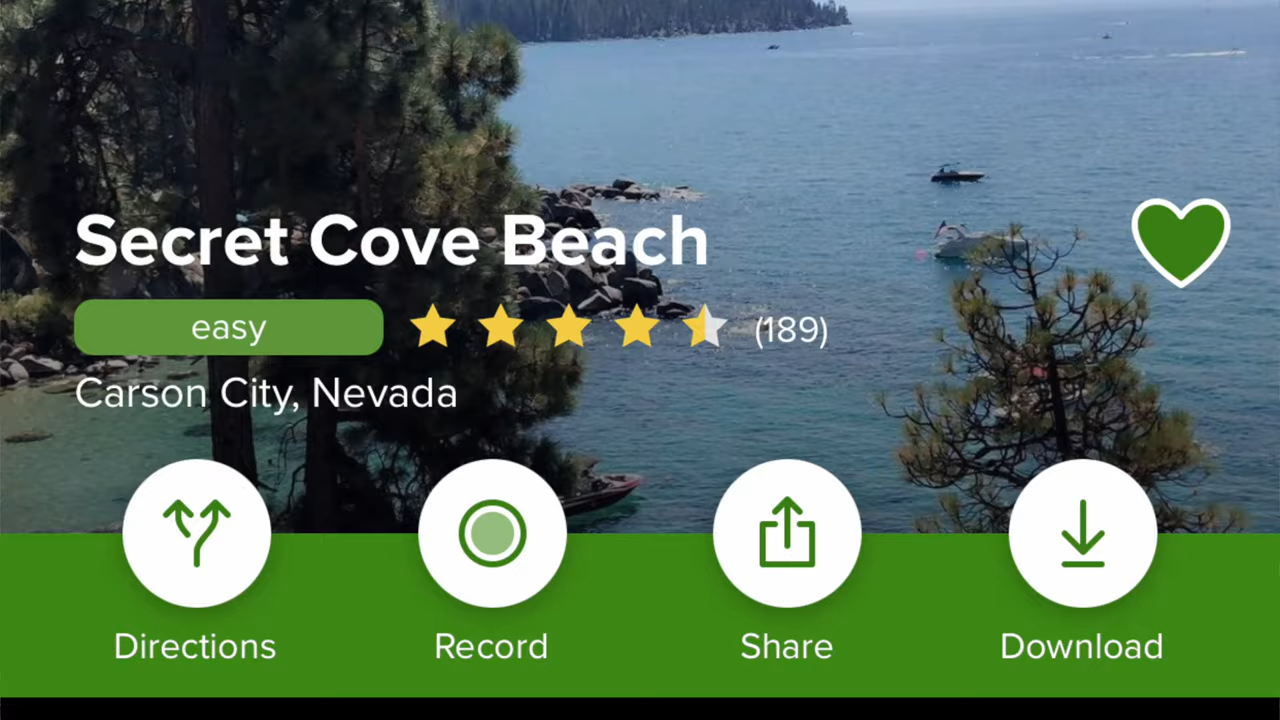 Secret Cove Beach
easy (189)
Carson City, Nevada
Directions Record Share Download